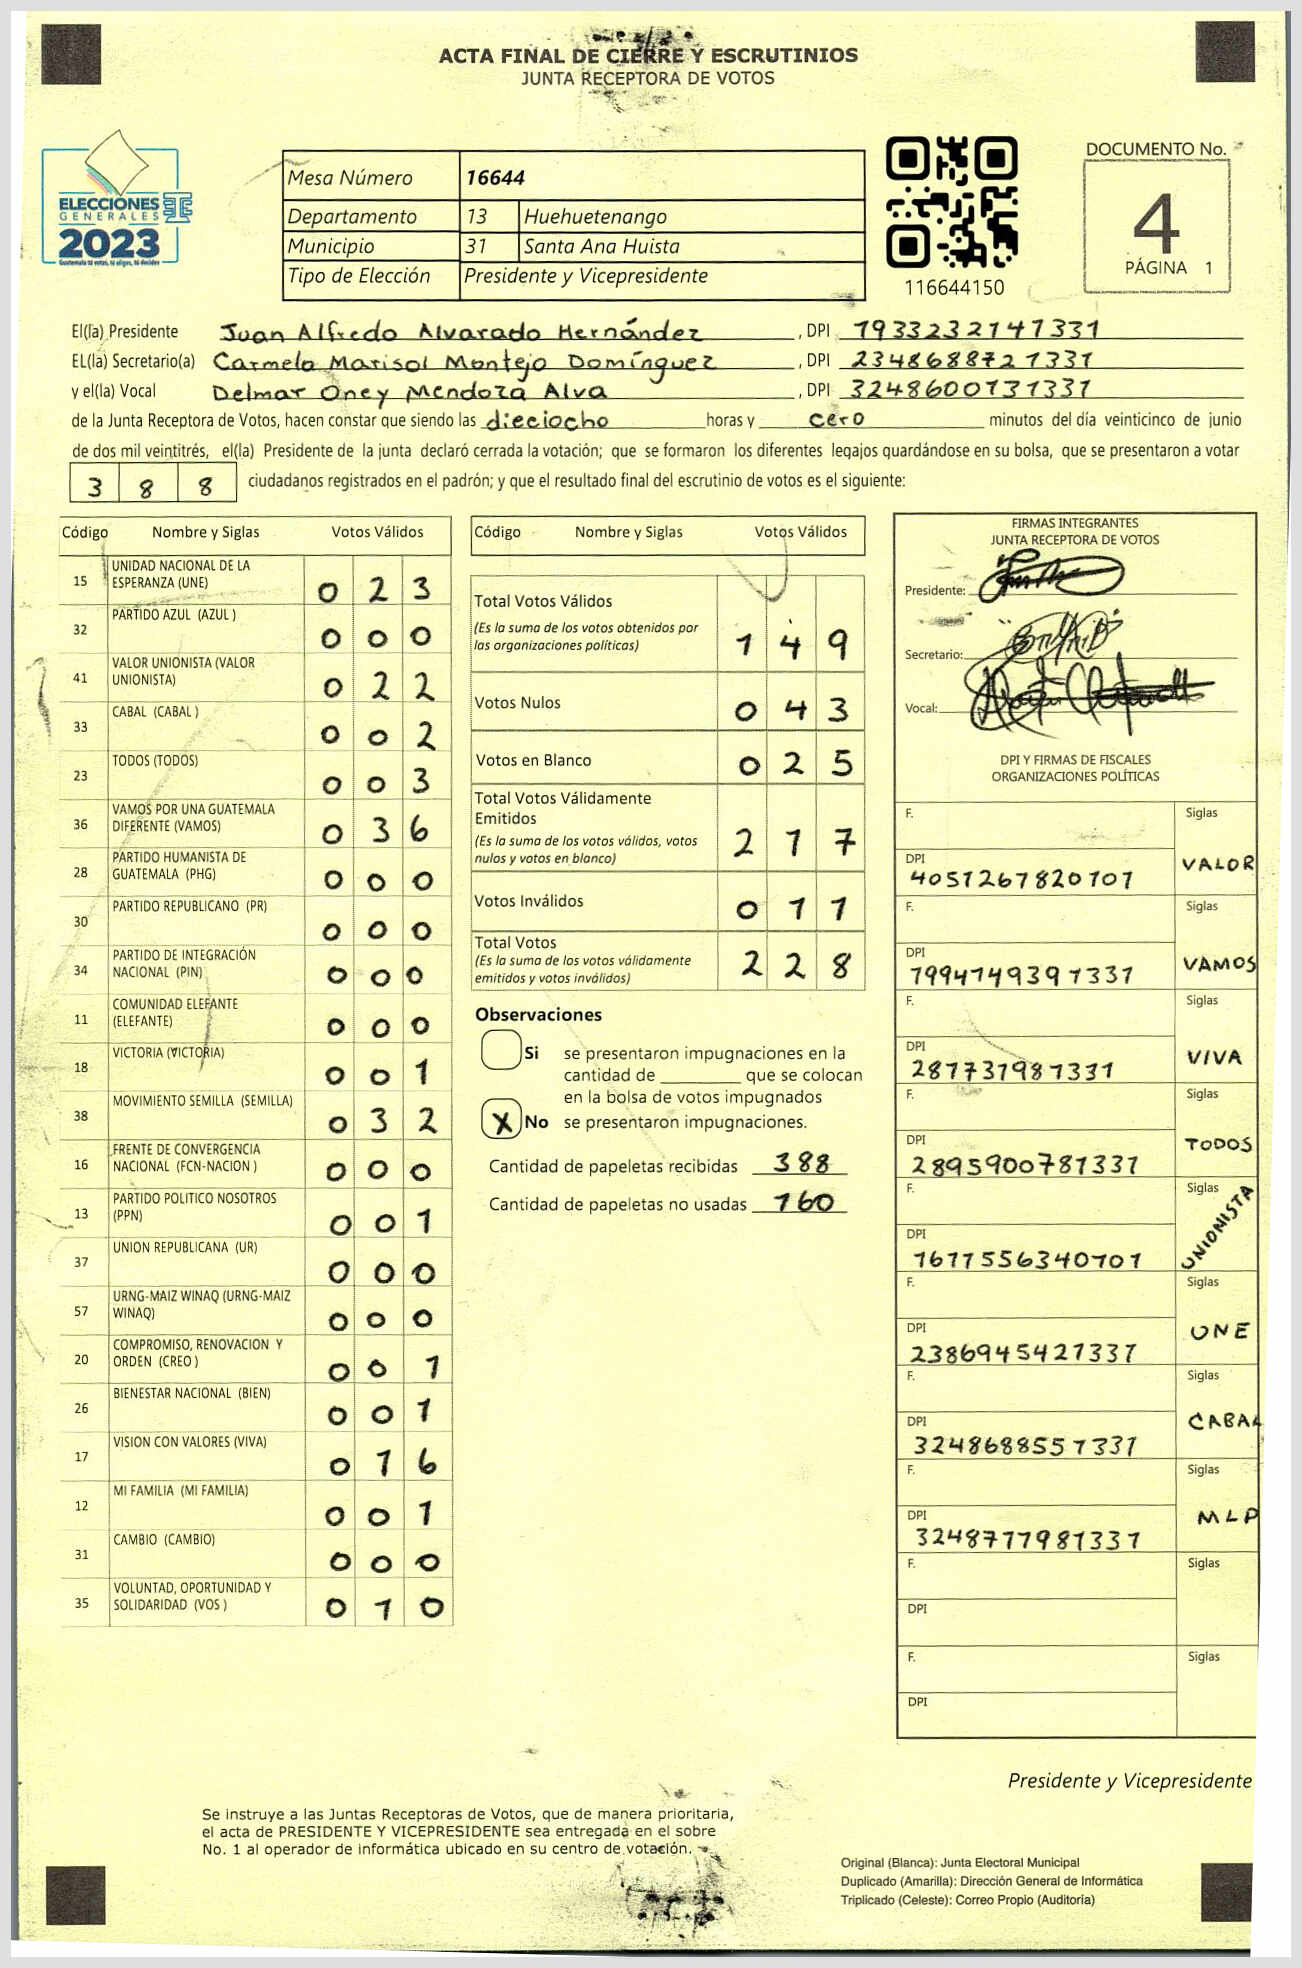 ACTA FINAL DE CIERRE Y ESCRUTINIOS
JUNTA RECEPTORA DE VOTOS
ELECCIONES
GENERALES
2023
Guatemala tú votas, tú eliges, tú decides
Mesa Número 16644
Departamento 13 Huehuetenango
Municipio 31 Santa Ana Huista
Tipo de Elección Presidente y Vicepresidente
116644150
DOCUMENTO No.
4
PÁGINA 1
El(la) Presidente Juan Alfredo Alvarado Hernández, DPI 1933232141331
EL(la) Secretario(a) Carmela Marisol Montejo Domínguez, DPI 2348688721331
y el(la) Vocal Delmar Oney Mendoza Alva, DPI 3248600131331
de la Junta Receptora de Votos, hacen constar que siendo las dieciocho horas y cero minutos del día veinticinco de junio
de dos mil veintitrés, el(la) Presidente de la junta declaró cerrada la votación; que se formaron los diferentes legajos guardándose en su bolsa, que se presentaron a votar
3 8 8 ciudadanos registrados en el padrón; y que el resultado final del escrutinio de votos es el siguiente:
Código Nombre y Siglas Votos Válidos
15 UNIDAD NACIONAL DE LA
ESPERANZA (UNE) 0 2 3
32 PARTIDO AZUL (AZUL ) 0 0 0
41 VALOR UNIONISTA (VALOR
UNIONISTA) 0 2 2
33 CABAL (CABAL ) 0 0 2
23 TODOS (TODOS) 0 0 3
36 VAMOS POR UNA GUATEMALA
DIFERENTE (VAMOS) 0 3 6
28 PARTIDO HUMANISTA DE
GUATEMALA (PHG) 0 0 0
30 PARTIDO REPUBLICANO (PR) 0 0 0
34 PARTIDO DE INTEGRACIÓN
NACIONAL (PIN) 0 0 0
11 COMUNIDAD ELEFANTE
(ELEFANTE) 0 0 0
18 VICTORIA (VICTORIA) 0 0 1
38 MOVIMIENTO SEMILLA (SEMILLA) 0 3 2
16 FRENTE DE CONVERGENCIA
NACIONAL (FCN-NACION ) 0 0 0
13 PARTIDO POLITICO NOSOTROS
(PPN) 0 0 1
37 UNION REPUBLICANA (UR) 0 0 0
57 URNG-MAIZ WINAQ (URNG-MAIZ
WINAQ) 0 0 0
20 COMPROMISO, RENOVACION Y
ORDEN (CREO ) 0 0 1
26 BIENESTAR NACIONAL (BIEN) 0 0 1
17 VISION CON VALORES (VIVA) 0 1 6
12 MI FAMILIA (MI FAMILIA) 0 0 1
31 CAMBIO (CAMBIO) 0 0 0
35 VOLUNTAD, OPORTUNIDAD Y
SOLIDARIDAD (VOS ) 0 1 0
Código Nombre y Siglas Votos Válidos
Total Votos Válidos
(Es la suma de los votos obtenidos por
las organizaciones políticas) 1 4 9
Votos Nulos 0 4 3
Votos en Blanco 0 2 5
Total Votos Válidamente
Emitidos
(Es la suma de los votos válidos, votos
nulos y votos en blanco) 2 1 7
Votos Inválidos 0 1 1
Total Votos
(Es la suma de los votos válidamente
emitidos y votos inválidos) 2 2 8
Observaciones
Si se presentaron impugnaciones en la
cantidad de ________ que se colocan
en la bolsa de votos impugnados
X No se presentaron impugnaciones.
Cantidad de papeletas recibidas 388
Cantidad de papeletas no usadas 160
FIRMAS INTEGRANTES
JUNTA RECEPTORA DE VOTOS
Presidente:
Secretario:
Vocal:
DPI Y FIRMAS DE FISCALES
ORGANIZACIONES POLÍTICAS
F. Siglas
DPI 4051267820101 VALOR
F. Siglas
DPI 1994149391331 VAMOS
F. Siglas
DPI 287731981331 VIVA
F. Siglas
DPI 2895900781331 TODOS
F. Siglas
DPI 1611556340101 UNIONISTA
F. Siglas
DPI 2386945421331 UNE
F. Siglas
DPI 3248688551331 CABAL
F. Siglas
DPI 3248771981331 MLP
F. Siglas
DPI
F. Siglas
DPI
Presidente y Vicepresidente
Se instruye a las Juntas Receptoras de Votos, que de manera prioritaria,
el acta de PRESIDENTE Y VICEPRESIDENTE sea entregada en el sobre
No. 1 al operador de informática ubicado en su centro de votación.
Original (Blanca): Junta Electoral Municipal
Duplicado (Amarilla): Dirección General de Informática
Triplicado (Celeste): Correo Propio (Auditoría)